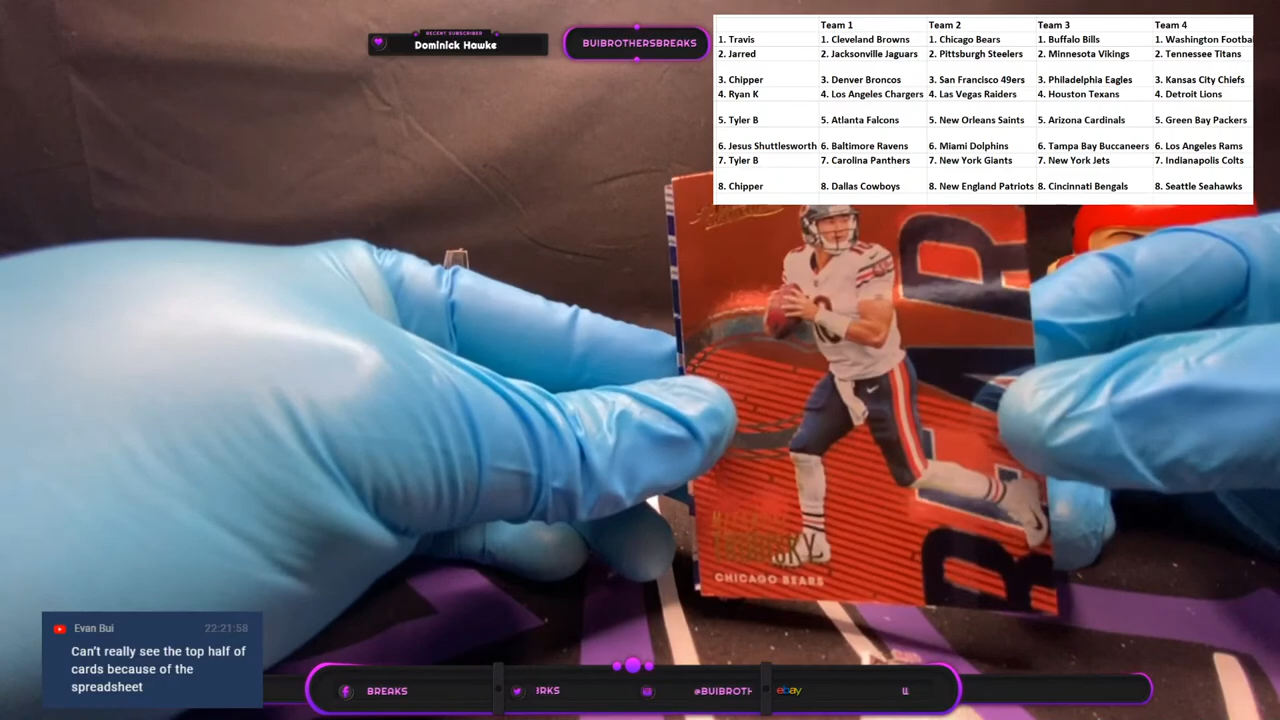 RECENT SUBSCRIBER
Dominick Hawke
BUIBROTHERSBREAKS
Team 1 Team 2 Team 3 Team 4
1. Travis 1. Cleveland Browns 1. Chicago Bears 1. Buffalo Bills 1. Washington Footbal
2. Jarred 2. Jacksonville Jaguars 2. Pittsburgh Steelers 2. Minnesota Vikings 2. Tennessee Titans
3. Chipper 3. Denver Broncos 3. San Francisco 49ers 3. Philadelphia Eagles 3. Kansas City Chiefs
4. Ryan K 4. Los Angeles Chargers 4. Las Vegas Raiders 4. Houston Texans 4. Detroit Lions
5. Tyler B 5. Atlanta Falcons 5. New Orleans Saints 5. Arizona Cardinals 5. Green Bay Packers
6. Jesus Shuttlesworth 6. Baltimore Ravens 6. Miami Dolphins 6. Tampa Bay Buccaneers 6. Los Angeles Rams
7. Tyler B 7. Carolina Panthers 7. New York Giants 7. New York Jets 7. Indianapolis Colts
8. Chipper 8. Dallas Cowboys 8. New England Patriots 8. Cincinnati Bengals 8. Seattle Seahawks
10
CHICAGO BEARS
Evan Bui 22:21:58
Can't really see the top half of
cards because of the
spreadsheet
BREAKS @BUIBROTH ebay